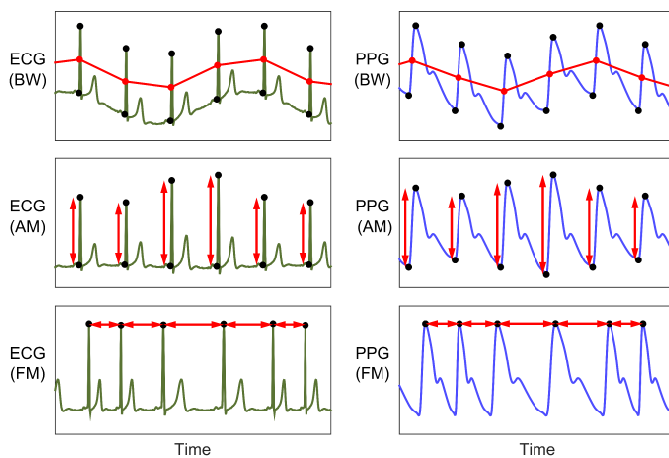 ECG
(BW)
PPG
(BW)
ECG
(AM)
PPG
(AM)
ECG
(FM)
PPG
(FM)
Time
Time